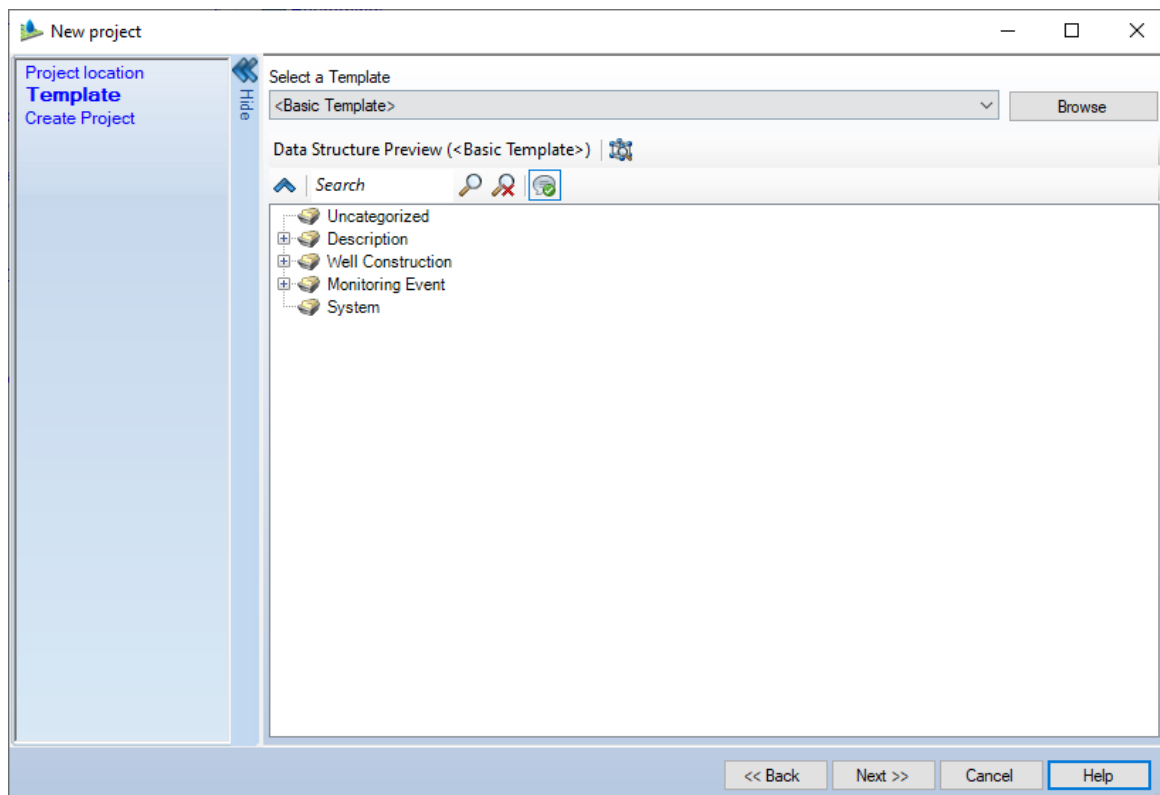 New project
Project location
Template
Create Project
Hide
Select a Template
<Basic Template>
Browse
Data Structure Preview (<Basic Template>)
Search
Uncategorized
Description
Well Construction
Monitoring Event
System
<< Back
Next >>
Cancel
Help